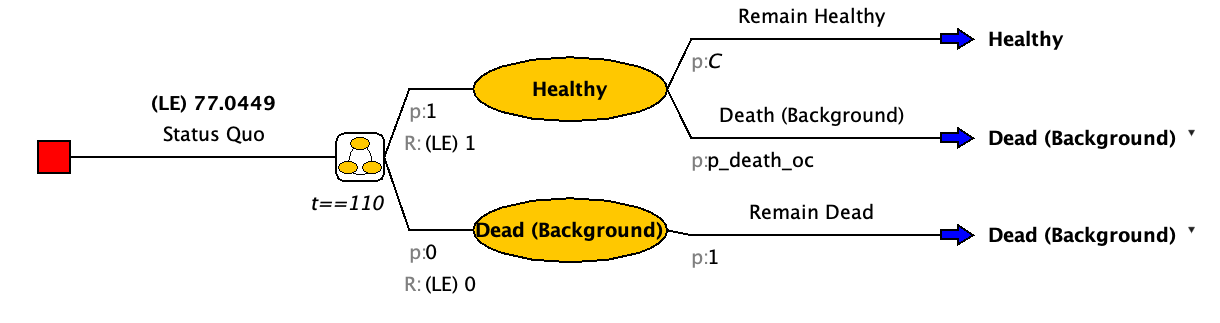 (LE) 77.0449
Status Quo
t==110
p:1
R: (LE) 1
Healthy
Remain Healthy
p:C
Healthy
Death (Background)
p:p_death_oc
Dead (Background)
p:0
R: (LE) 0
Dead (Background)
Remain Dead
p:1
Dead (Background)